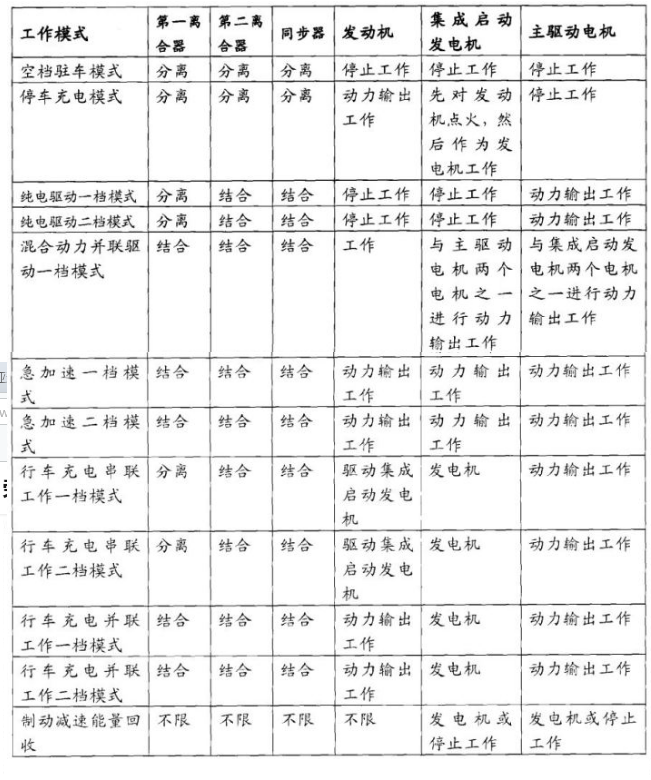 工作模式 第一离合器 第二离合器 同步器 发动机 集成启动发电机 主驱动电机
空档驻车模式 分离 分离 分离 停止工作 停止工作 停止工作
停车充电模式 分离 分离 分离 动力输出工作 先对发动机点火，然后作为发电机工作 停止工作
纯电驱动一档模式 分离 结合 结合 停止工作 停止工作 动力输出工作
纯电驱动二档模式 分离 结合 结合 停止工作 停止工作 动力输出工作
混合动力并联驱动一档模式 结合 结合 结合 工作 与主驱动电机两个电机之一进行动力输出工作 与集成启动发电机两个电机之一进行动力输出工作
急加速一档模式 结合 结合 结合 动力输出工作 动力输出工作 动力输出工作
急加速二档模式 结合 结合 结合 动力输出工作 动力输出工作 动力输出工作
行车充电串联工作一档模式 分离 结合 结合 驱动集成启动发电机 发电机 动力输出工作
行车充电串联工作二档模式 分离 结合 结合 驱动集成启动发电机 发电机 动力输出工作
行车充电并联工作一档模式 结合 结合 结合 动力输出工作 发电机 动力输出工作
行车充电并联工作二档模式 结合 结合 结合 动力输出工作 发电机 动力输出工作
制动减速能量回收 不限 不限 不限 不限 发电机或停止工作 发电机或停止工作